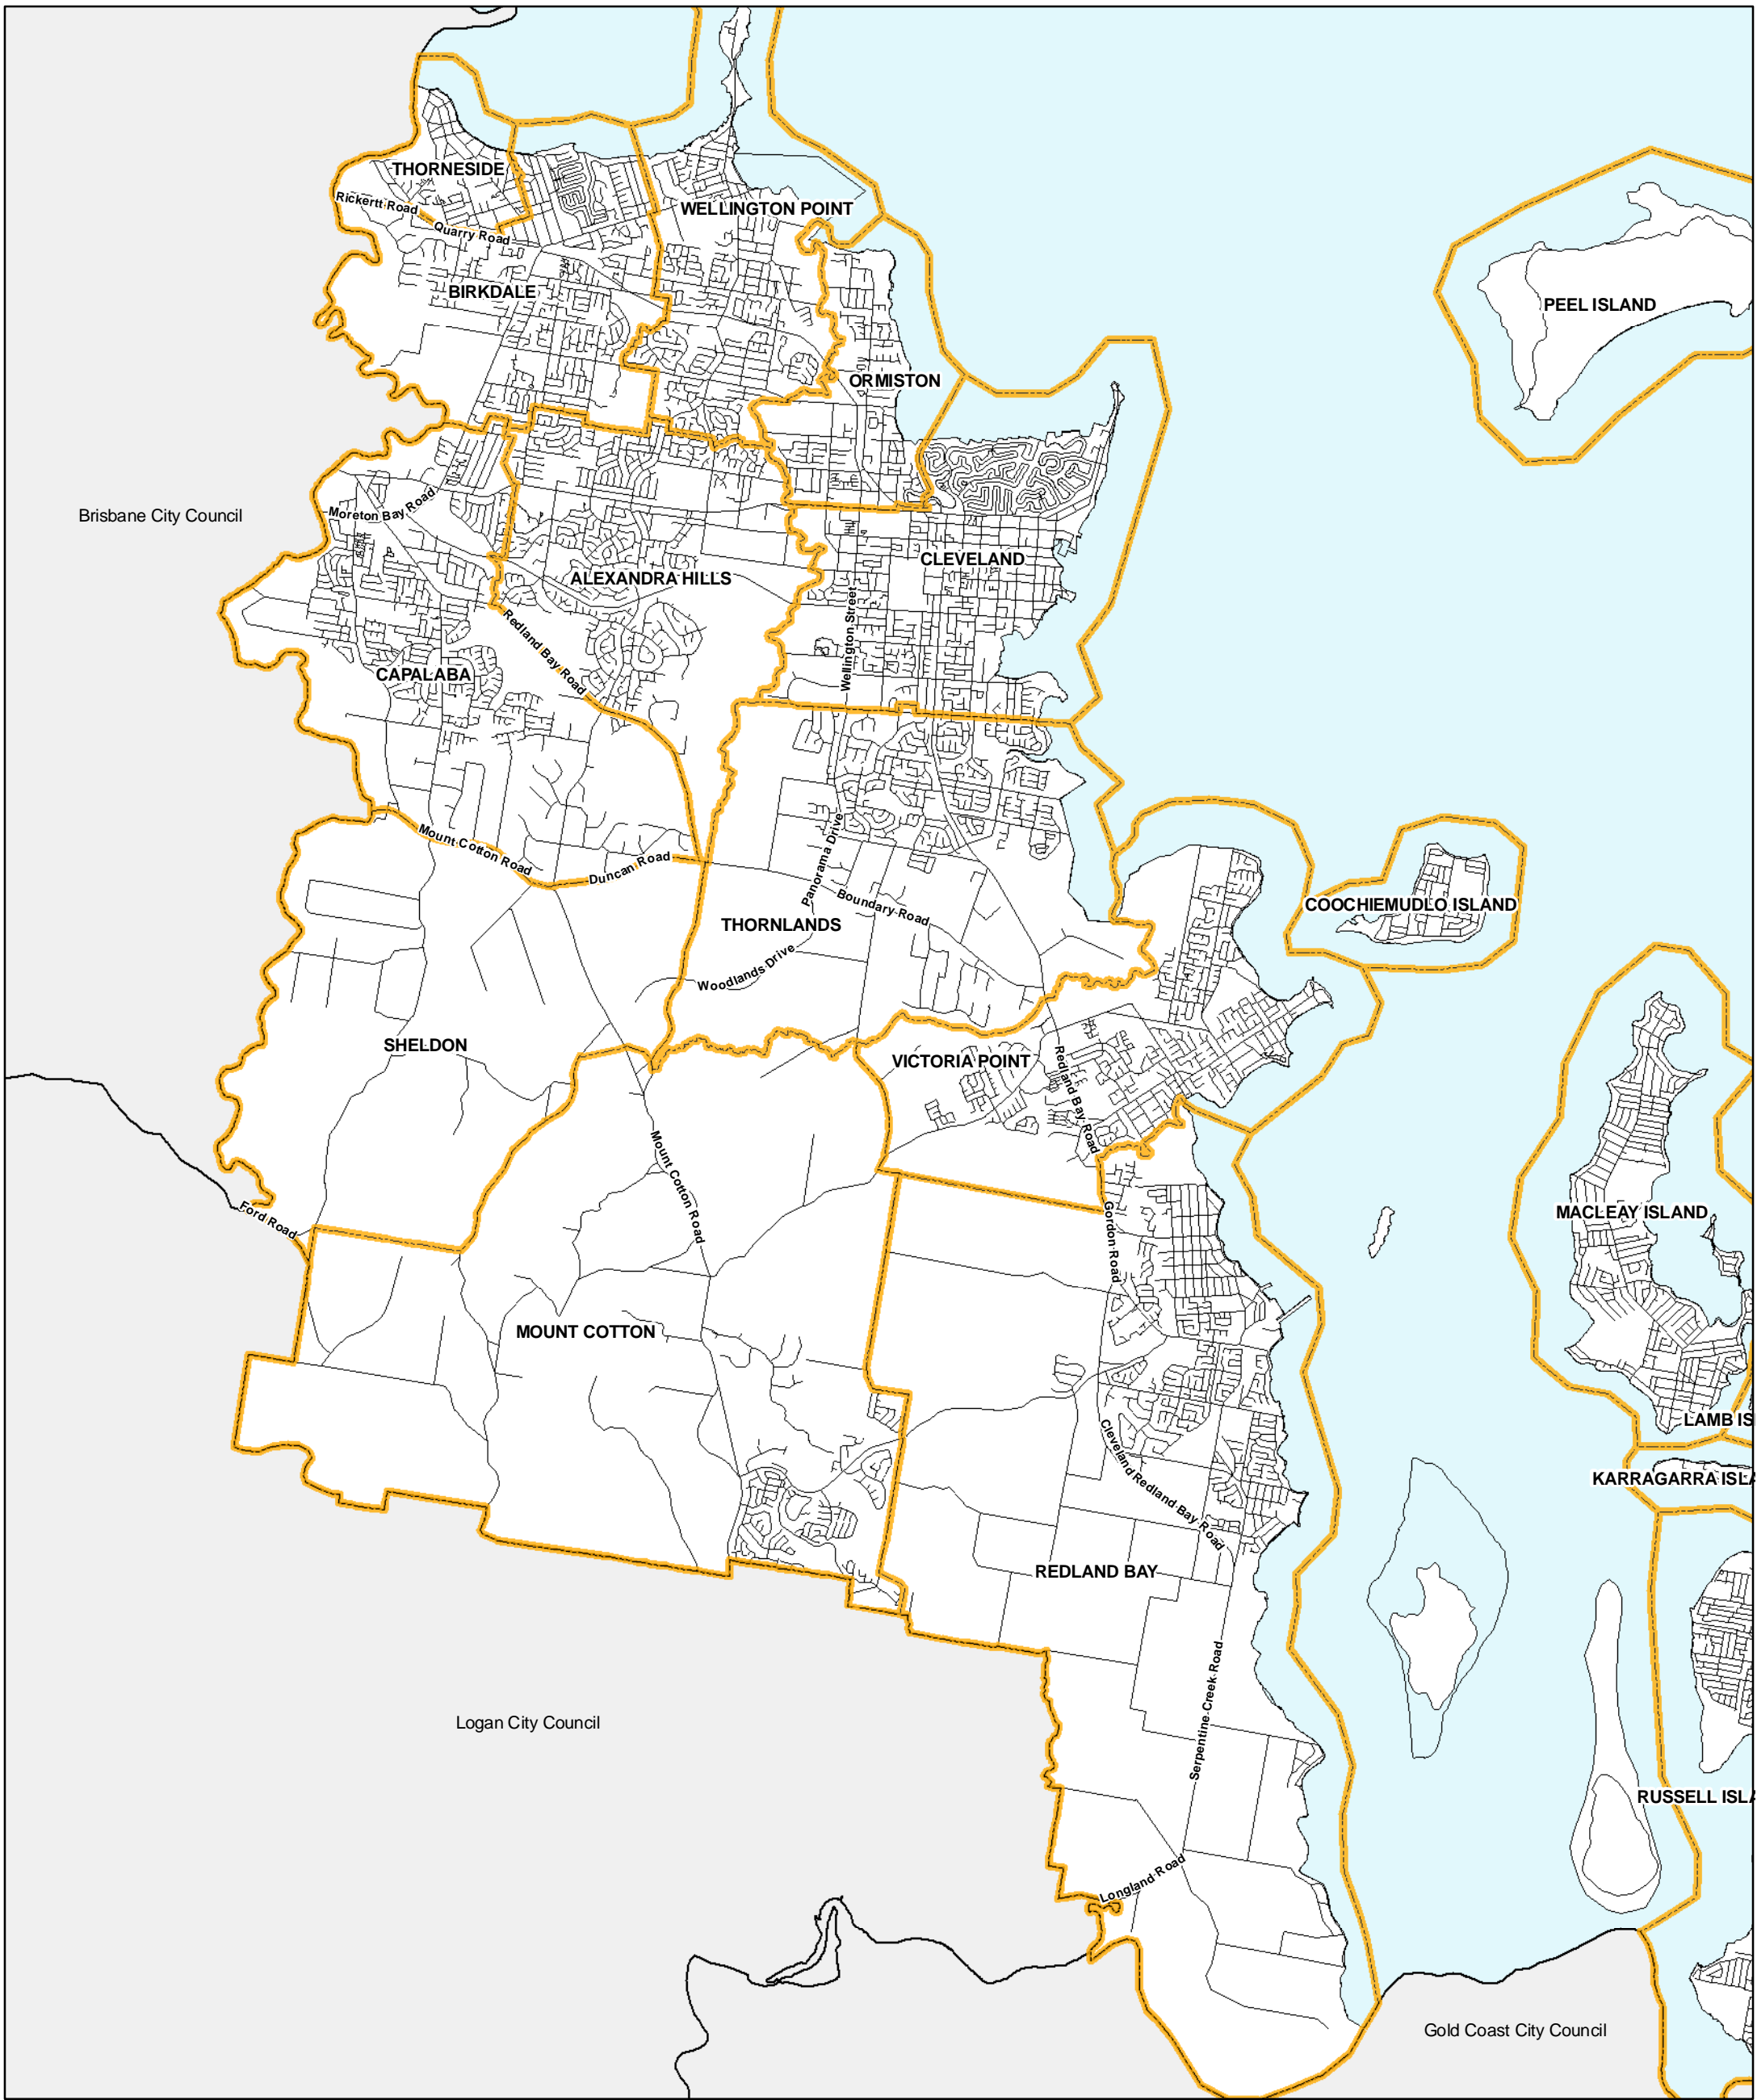 THORNESIDE
Rickertt Road
WELLINGTON POINT
Quarry Road
BIRKDALE
PEEL ISLAND
ORMISTON
Moreton Bay Road
Brisbane City Council
CLEVELAND
ALEXANDRA HILLS
Wellington Street
Redland Bay Road
CAPALABA
Mount Cotton Road
Duncan Road
Panorama Drive
Boundary Road
COOCHIEMUDLO ISLAND
THORNLANDS
Woodlands Drive
SHELDON
VICTORIA POINT
Redland Bay Road
Mount Cotton Road
Ford Road
Gordon Road
MACLEAY ISLAND
MOUNT COTTON
LAMB IS
Cleveland Redland Bay Road
KARRAGARRA ISLA
REDLAND BAY
Serpentine Creek Road
Logan City Council
RUSSELL ISLA
Longland Road
Gold Coast City Council